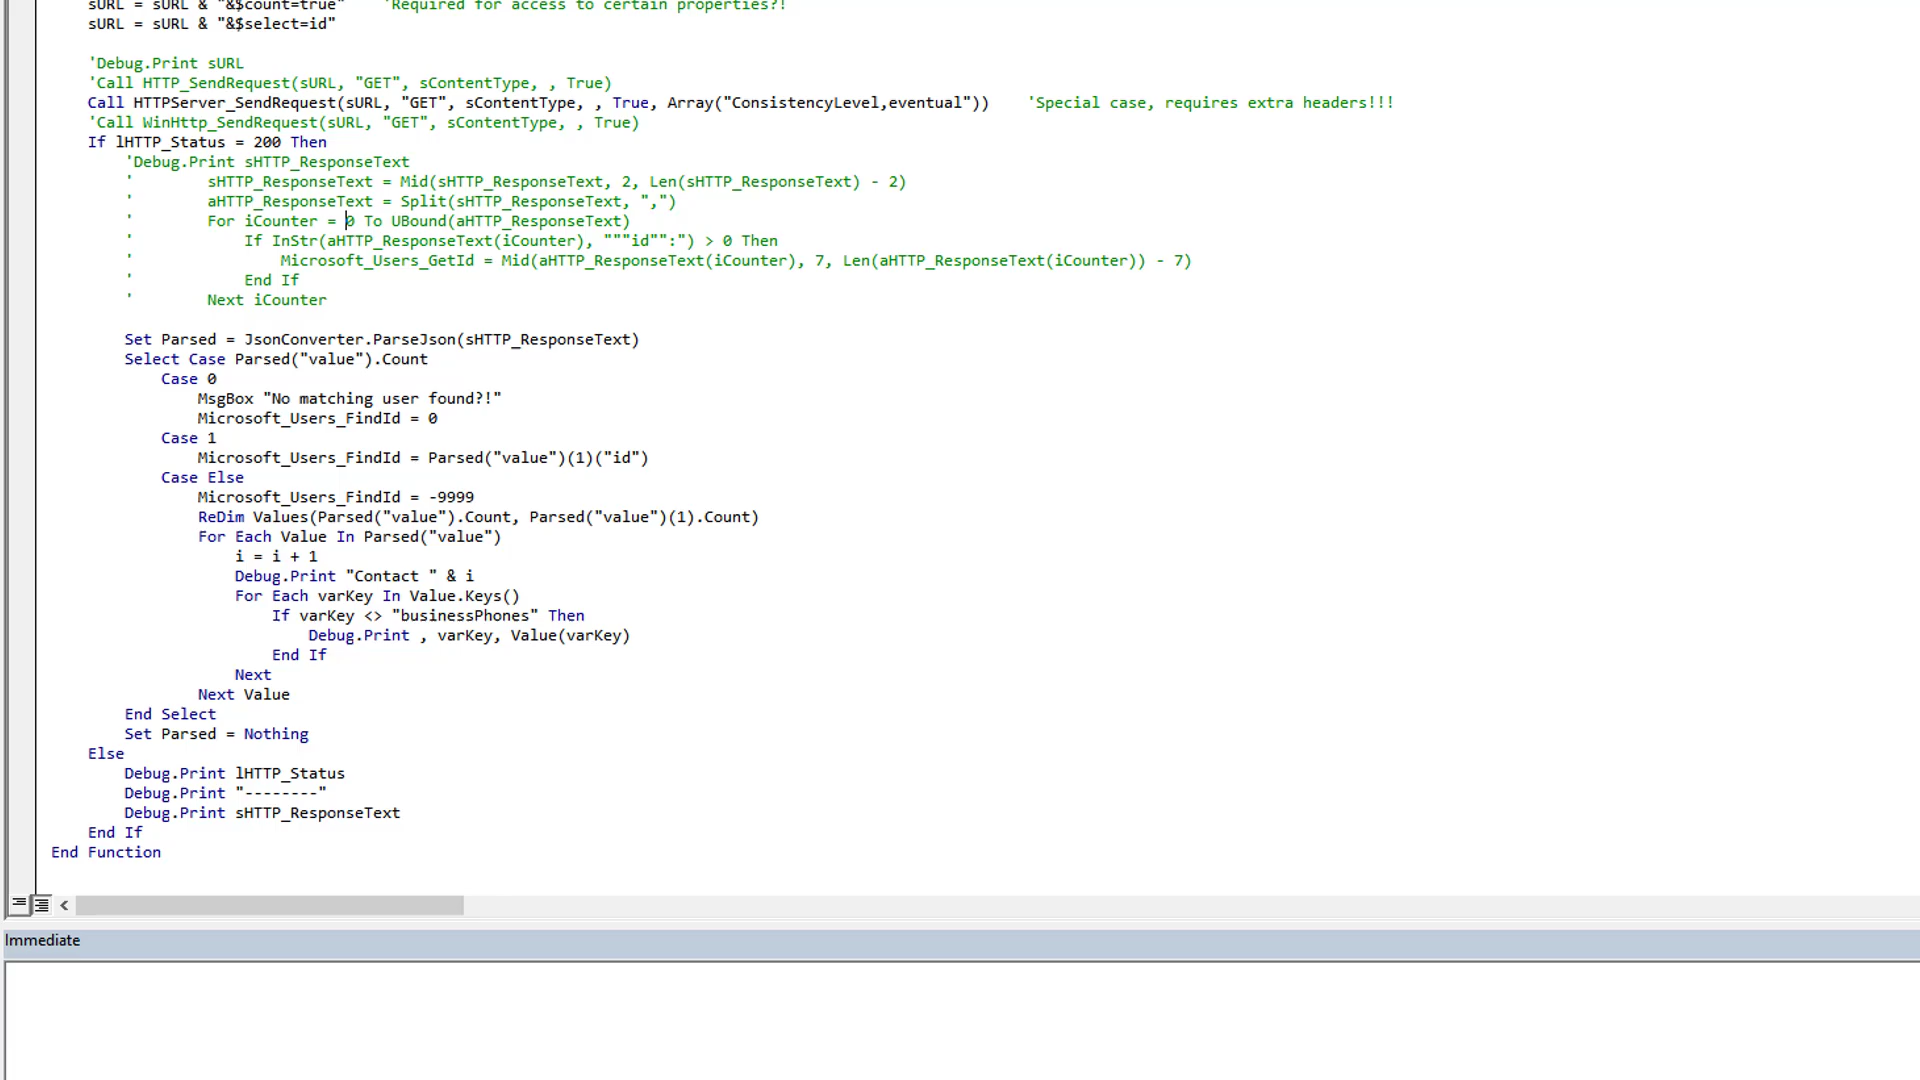 sURL = sURL & "&$count=true"    'Required for access to certain properties?!
sURL = sURL & "&$select=id"
'Debug.Print sURL
'Call HTTP_SendRequest(sURL, "GET", sContentType, , True)
Call HTTPServer_SendRequest(sURL, "GET", sContentType, , True, Array("ConsistencyLevel,eventual"))    'Special case, requires extra headers!!!
'Call WinHttp_SendRequest(sURL, "GET", sContentType, , True)
If lHTTP_Status = 200 Then
'Debug.Print sHTTP_ResponseText
'        sHTTP_ResponseText = Mid(sHTTP_ResponseText, 2, Len(sHTTP_ResponseText) - 2)
'        aHTTP_ResponseText = Split(sHTTP_ResponseText, ",")
'        For iCounter = 0 To UBound(aHTTP_ResponseText)
'            If InStr(aHTTP_ResponseText(iCounter), """id"":") > 0 Then
'                Microsoft_Users_GetId = Mid(aHTTP_ResponseText(iCounter), 7, Len(aHTTP_ResponseText(iCounter)) - 7)
'            End If
'        Next iCounter
Set Parsed = JsonConverter.ParseJson(sHTTP_ResponseText)
Select Case Parsed("value").Count
Case 0
MsgBox "No matching user found?!"
Microsoft_Users_FindId = 0
Case 1
Microsoft_Users_FindId = Parsed("value")(1)("id")
Case Else
Microsoft_Users_FindId = -9999
ReDim Values(Parsed("value").Count, Parsed("value")(1).Count)
For Each Value In Parsed("value")
i = i + 1
Debug.Print "Contact " & i
For Each varKey In Value.Keys()
If varKey <> "businessPhones" Then
Debug.Print , varKey, Value(varKey)
End If
Next
Next Value
End Select
Set Parsed = Nothing
Else
Debug.Print lHTTP_Status
Debug.Print "--------"
Debug.Print sHTTP_ResponseText
End If
End Function
Immediate